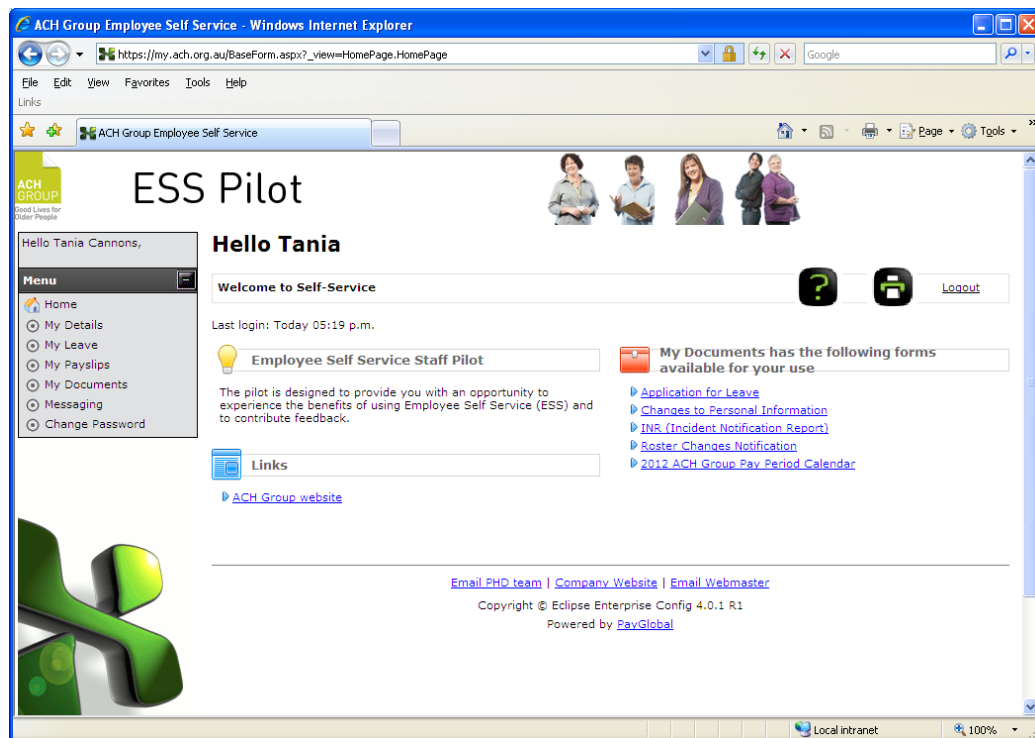 ACH Group Employee Self Service - Windows Internet Explorer
https://my.ach.org.au/BaseForm.aspx?_view=HomePage.HomePage
Google
File Edit View Favorites Tools Help
Links
ACH Group Employee Self Service
Page Tools
ACH
GROUP
Good Lives for
Older People
ESS Pilot
Hello Tania Cannons,
Menu
Home
My Details
My Leave
My Payslips
My Documents
Messaging
Change Password
Hello Tania
Welcome to Self-Service
?
Logout
Last login: Today 05:19 p.m.
Employee Self Service Staff Pilot
The pilot is designed to provide you with an opportunity to
experience the benefits of using Employee Self Service (ESS) and
to contribute feedback.
Links
ACH Group website
My Documents has the following forms
available for your use
Application for Leave
Changes to Personal Information
INR (Incident Notification Report)
Roster Changes Notification
2012 ACH Group Pay Period Calendar
Email PHD team | Company Website | Email Webmaster
Copyright © Eclipse Enterprise Config 4.0.1 R1
Powered by PayGlobal
Local intranet
100%